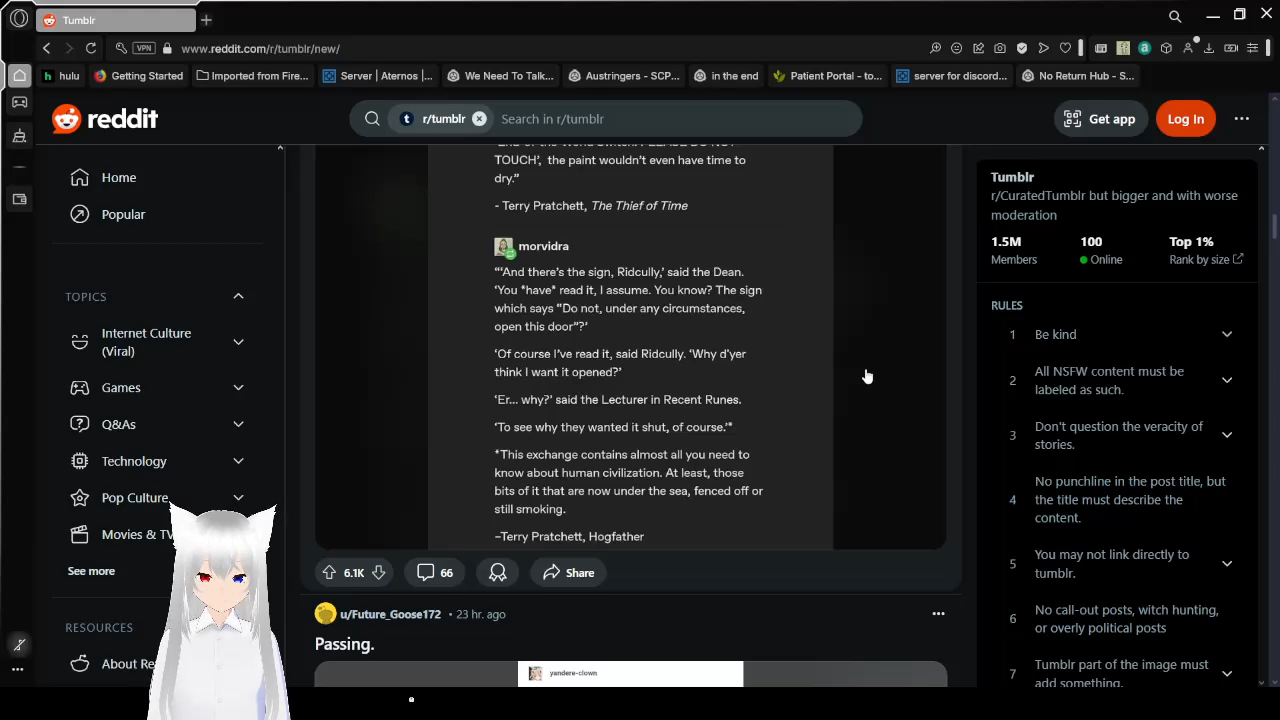 Tumblr
VPN
www.reddit.com/r/tumblr/new/
hulu
Getting Started
Imported from Fire...
Server | Aternos |...
We Need To Talk...
Austringers - SCP...
in the end
Patient Portal - to...
server for discord...
No Return Hub - S...
reddit
r/tumblr
Search in r/tumblr
Get app
Log In
Home
Popular
TOPICS
Internet Culture
(Viral)
Games
Q&As
Technology
Pop Culture
Movies & TV
See more
RESOURCES
About Re
TOUCH’, the paint wouldn’t even have time to
dry.”
- Terry Pratchett, The Thief of Time
morvidra
“‘And there’s the sign, Ridcully,’ said the Dean.
‘You *have* read it, I assume. You know? The sign
which says “Do not, under any circumstances,
open this door”?’
‘Of course I’ve read it, said Ridcully. ‘Why d’yer
think I want it opened?’
‘Er... why?’ said the Lecturer in Recent Runes.
‘To see why they wanted it shut, of course.’*
*This exchange contains almost all you need to
know about human civilization. At least, those
bits of it that are now under the sea, fenced off or
still smoking.
–Terry Pratchett, Hogfather
6.1K
66
Share
u/Future_Goose172 • 23 hr. ago
Passing.
yandere-clown
Tumblr
r/CuratedTumblr but bigger and with worse
moderation
1.5M
Members
100
Online
Top 1%
Rank by size
RULES
1 Be kind
2 All NSFW content must be
labeled as such.
3 Don't question the veracity of
stories.
4 No punchline in the post title, but
the title must describe the
content.
5 You may not link directly to
tumblr.
6 No call-out posts, witch hunting,
or overly political posts
7 Tumblr part of the image must
add something.